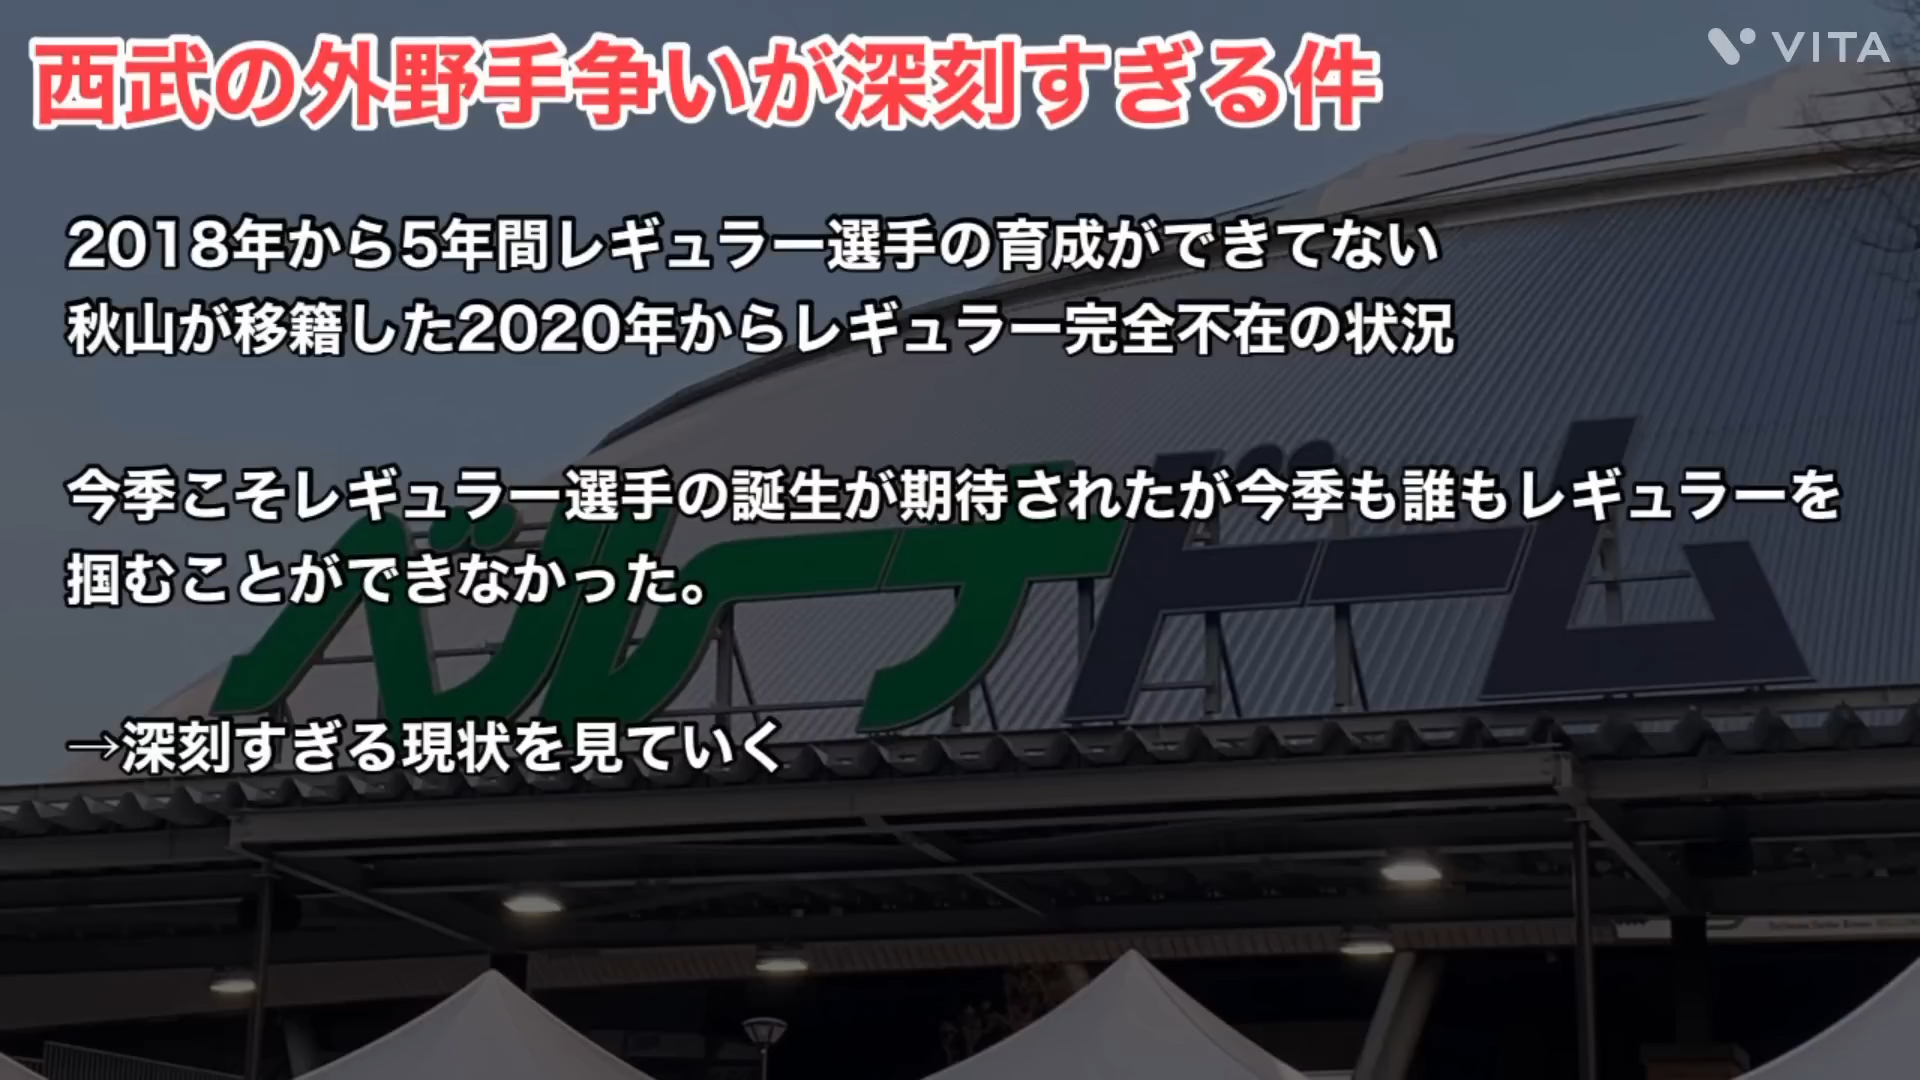 西武の外野手争いが深刻すぎる件
VITA
2018年から5年間レギュラー選手の育成ができてない
秋山が移籍した2020年からレギュラー完全不在の状況
今季こそレギュラー選手の誕生が期待されたが今季も誰もレギュラーを
掴むことができなかった。
ベルーナドーム
→深刻すぎる現状を見ていく